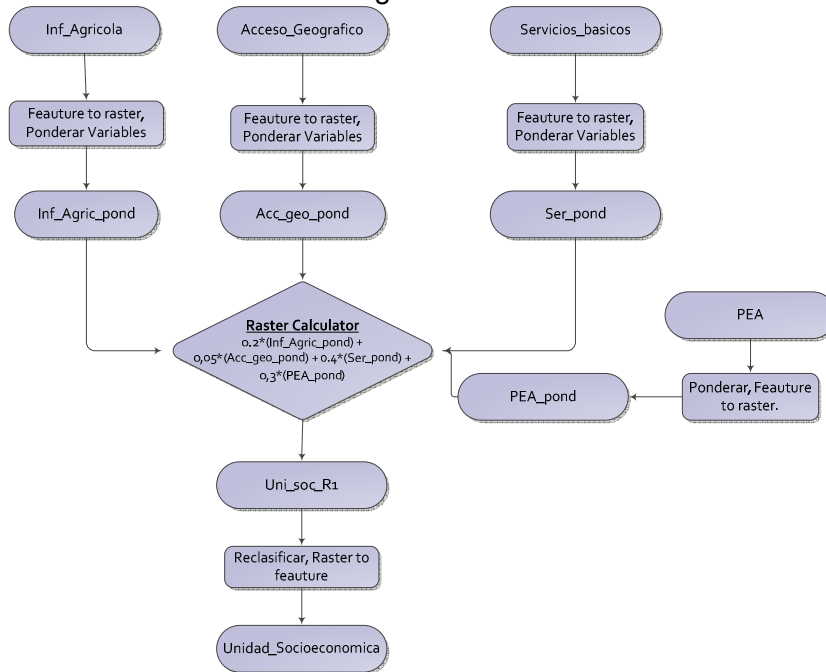 Inf_Agricola
Acceso_Geografico
Servicios_basicos
Feauture to raster,
Ponderar Variables
Feauture to raster,
Ponderar Variables
Feauture to raster,
Ponderar Variables
Inf_Agric_pond
Acc_geo_pond
Ser_pond
Raster Calculator
0.2*(Inf_Agric_pond) +
0,05*(Acc_geo_pond) + 0.4*(Ser_pond) +
0,3*(PEA_pond)
PEA
Ponderar, Feauture
to raster.
PEA_pond
Uni_soc_R1
Reclasificar, Raster to
feauture
Unidad_Socioeconomica